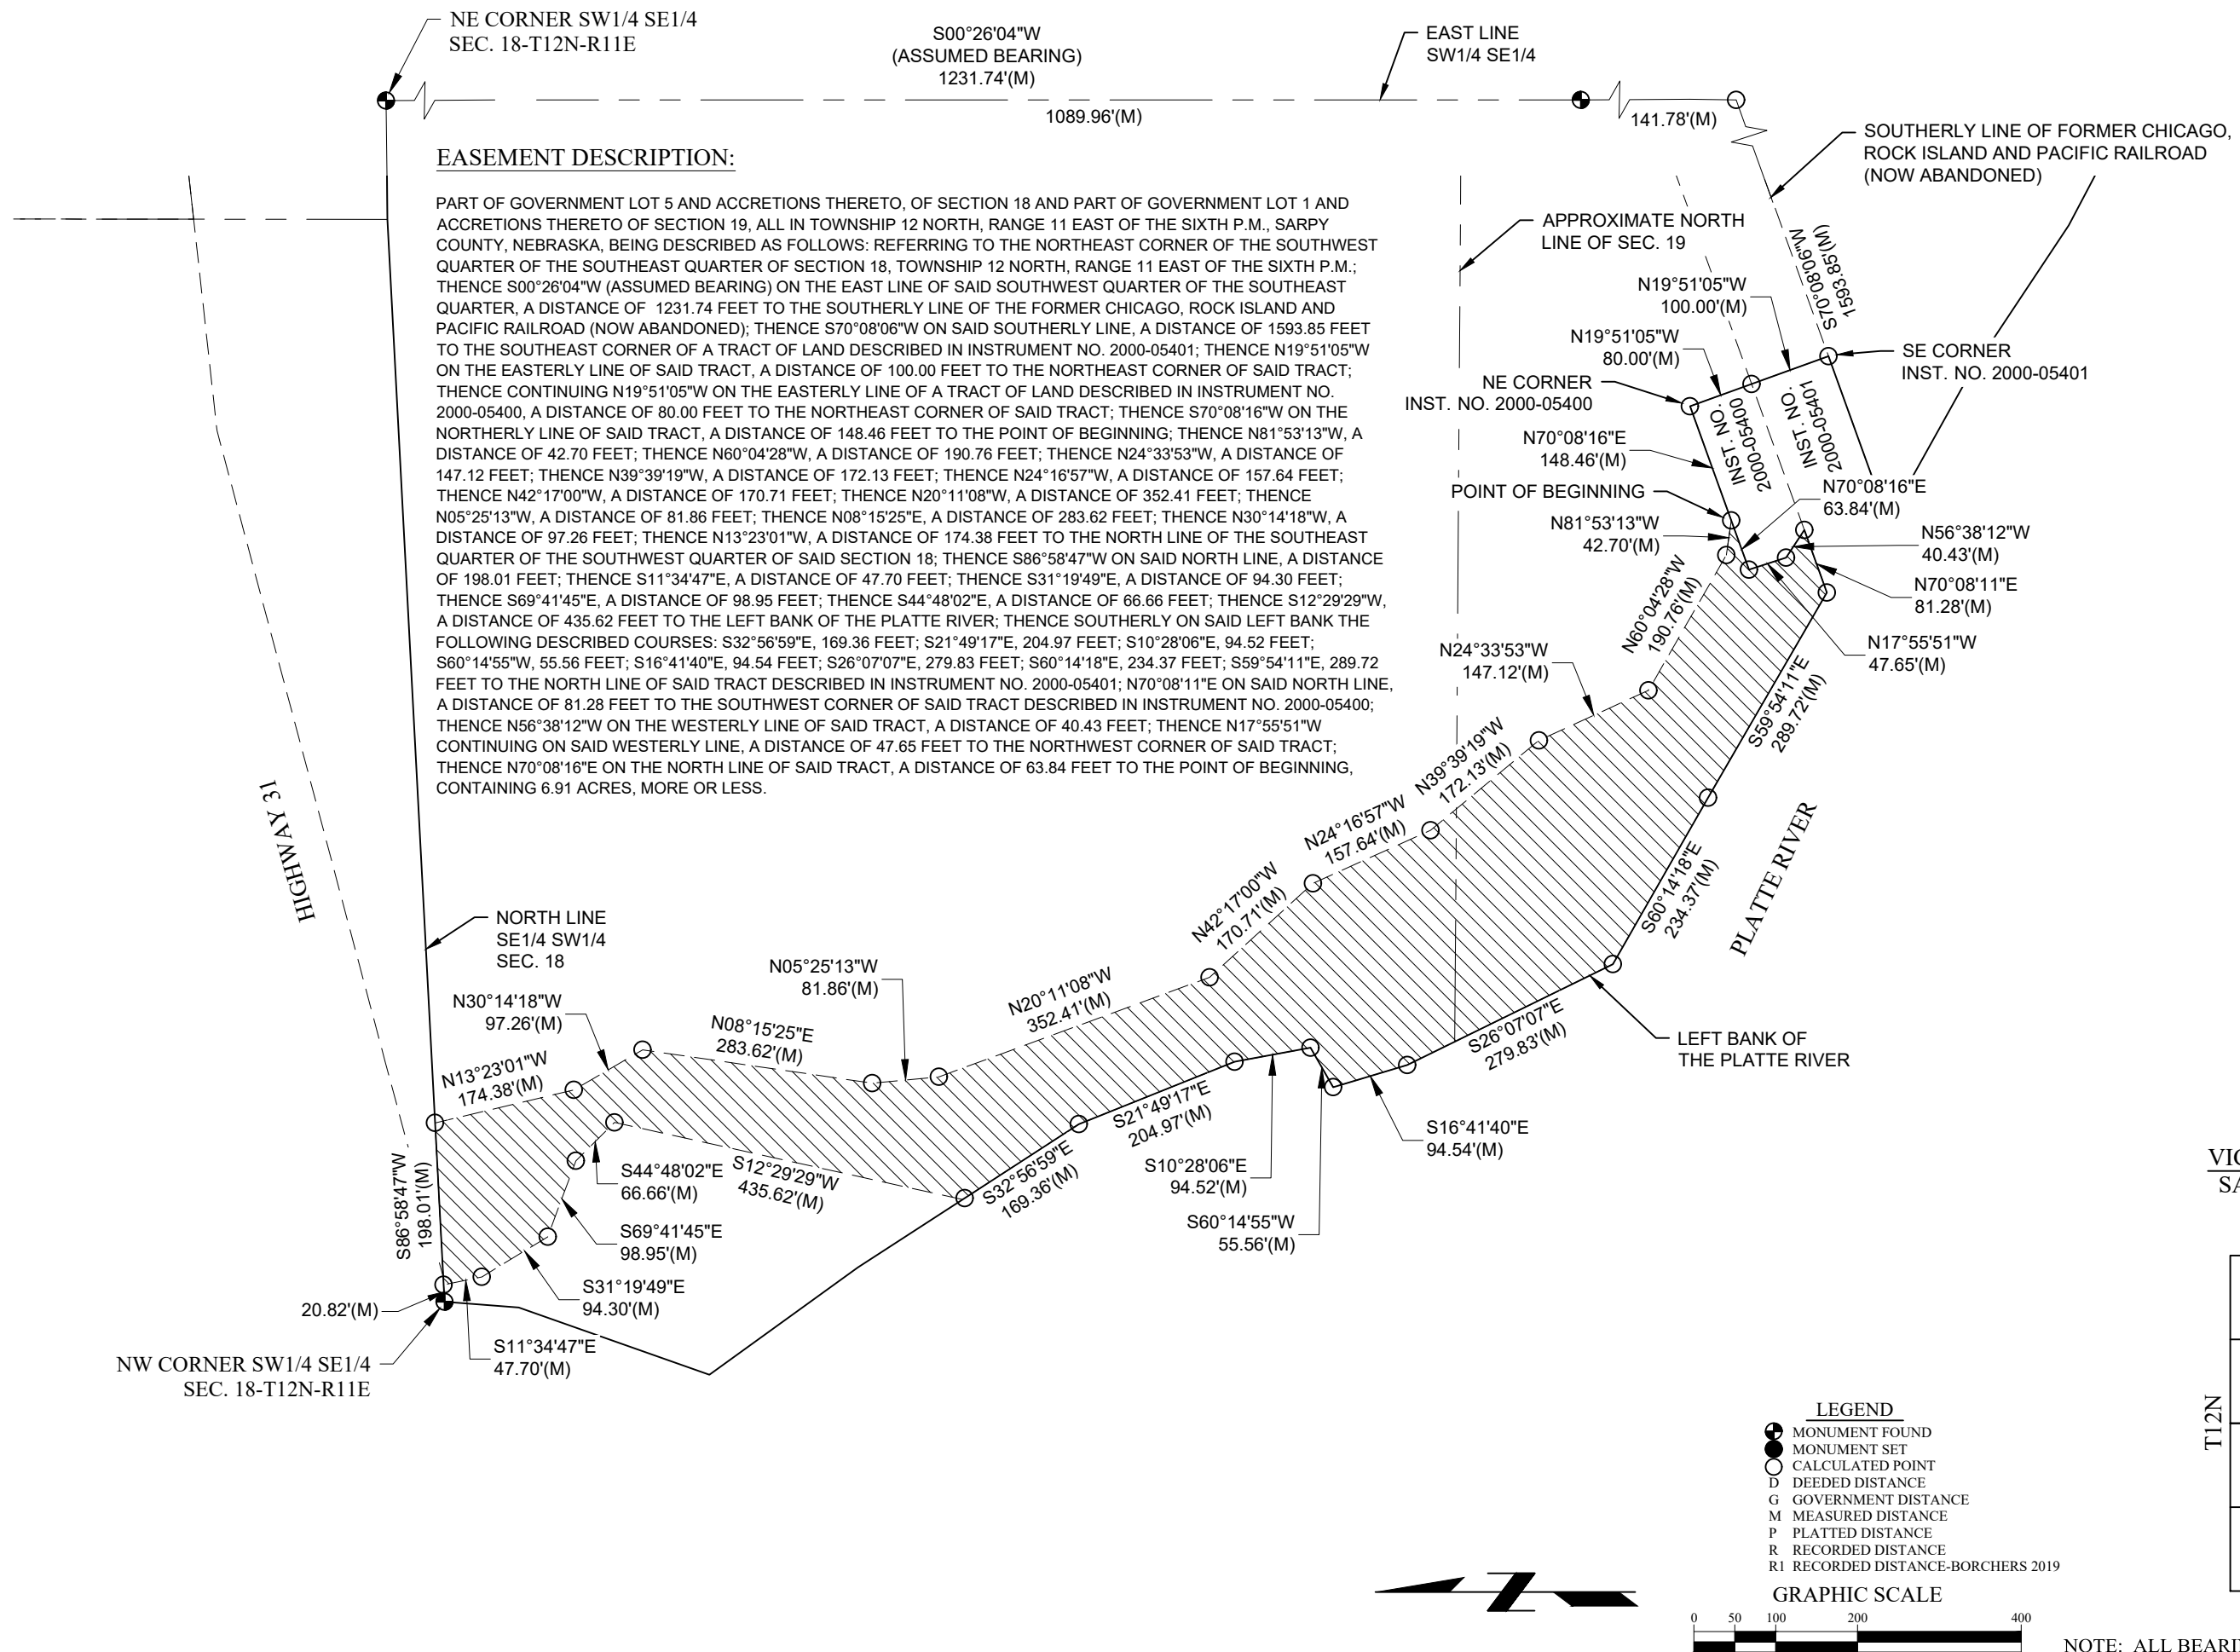 NE CORNER SW1/4 SE1/4
SEC. 18-T12N-R11E
S00°26'04"W
(ASSUMED BEARING)
1231.74'(M)
EAST LINE
SW1/4 SE1/4
1089.96'(M)
141.78'(M)
SOUTHERLY LINE OF FORMER CHICAGO,
ROCK ISLAND AND PACIFIC RAILROAD
(NOW ABANDONED)
EASEMENT DESCRIPTION:
PART OF GOVERNMENT LOT 5 AND ACCRETIONS THERETO, OF SECTION 18 AND PART OF GOVERNMENT LOT 1 AND
ACCRETIONS THERETO OF SECTION 19, ALL IN TOWNSHIP 12 NORTH, RANGE 11 EAST OF THE SIXTH P.M., SARPY
COUNTY, NEBRASKA, BEING DESCRIBED AS FOLLOWS: REFERRING TO THE NORTHEAST CORNER OF THE SOUTHWEST
QUARTER OF THE SOUTHEAST QUARTER OF SECTION 18, TOWNSHIP 12 NORTH, RANGE 11 EAST OF THE SIXTH P.M.;
THENCE S00°26'04"W (ASSUMED BEARING) ON THE EAST LINE OF SAID SOUTHWEST QUARTER OF THE SOUTHEAST
QUARTER, A DISTANCE OF 1231.74 FEET TO THE SOUTHERLY LINE OF THE FORMER CHICAGO, ROCK ISLAND AND
PACIFIC RAILROAD (NOW ABANDONED); THENCE S70°08'06"W ON SAID SOUTHERLY LINE, A DISTANCE OF 1593.85 FEET
TO THE SOUTHEAST CORNER OF A TRACT OF LAND DESCRIBED IN INSTRUMENT NO. 2000-05401; THENCE N19°51'05"W
ON THE EASTERLY LINE OF SAID TRACT, A DISTANCE OF 100.00 FEET TO THE NORTHEAST CORNER OF SAID TRACT;
THENCE CONTINUING N19°51'05"W ON THE EASTERLY LINE OF A TRACT OF LAND DESCRIBED IN INSTRUMENT NO.
2000-05400, A DISTANCE OF 80.00 FEET TO THE NORTHEAST CORNER OF SAID TRACT; THENCE S70°08'16"W ON THE
NORTHERLY LINE OF SAID TRACT, A DISTANCE OF 148.46 FEET TO THE POINT OF BEGINNING; THENCE N81°53'13"W, A
DISTANCE OF 42.70 FEET; THENCE N60°04'28"W, A DISTANCE OF 190.76 FEET; THENCE N24°33'53"W, A DISTANCE OF
147.12 FEET; THENCE N39°39'19"W, A DISTANCE OF 172.13 FEET; THENCE N24°16'57"W, A DISTANCE OF 157.64 FEET;
THENCE N42°17'00"W, A DISTANCE OF 170.71 FEET; THENCE N20°11'08"W, A DISTANCE OF 352.41 FEET; THENCE
N05°25'13"W, A DISTANCE OF 81.86 FEET; THENCE N08°15'25"E, A DISTANCE OF 283.62 FEET; THENCE N30°14'18"W, A
DISTANCE OF 97.26 FEET; THENCE N13°23'01"W, A DISTANCE OF 174.38 FEET TO THE NORTH LINE OF THE SOUTHEAST
QUARTER OF THE SOUTHWEST QUARTER OF SAID SECTION 18; THENCE S86°58'47"W ON SAID NORTH LINE, A DISTANCE
OF 198.01 FEET; THENCE S11°34'47"E, A DISTANCE OF 47.70 FEET; THENCE S31°19'49"E, A DISTANCE OF 94.30 FEET;
THENCE S69°41'45"E, A DISTANCE OF 98.95 FEET; THENCE S44°48'02"E, A DISTANCE OF 66.66 FEET; THENCE S12°29'29"W,
A DISTANCE OF 435.62 FEET TO THE LEFT BANK OF THE PLATTE RIVER; THENCE SOUTHERLY ON SAID LEFT BANK THE
FOLLOWING DESCRIBED COURSES: S32°56'59"E, 169.36 FEET; S21°49'17"E, 204.97 FEET; S10°28'06"E, 94.52 FEET;
S60°14'55"W, 55.56 FEET; S16°41'40"E, 94.54 FEET; S26°07'07"E, 279.83 FEET; S60°14'18"E, 234.37 FEET; S59°54'11"E, 289.72
FEET TO THE NORTH LINE OF SAID TRACT DESCRIBED IN INSTRUMENT NO. 2000-05401; N70°08'11"E ON SAID NORTH LINE,
A DISTANCE OF 81.28 FEET TO THE SOUTHWEST CORNER OF SAID TRACT DESCRIBED IN INSTRUMENT NO. 2000-05400;
THENCE N56°38'12"W ON THE WESTERLY LINE OF SAID TRACT, A DISTANCE OF 40.43 FEET; THENCE N17°55'51"W
CONTINUING ON SAID WESTERLY LINE, A DISTANCE OF 47.65 FEET TO THE NORTHWEST CORNER OF SAID TRACT;
THENCE N70°08'16"E ON THE NORTH LINE OF SAID TRACT, A DISTANCE OF 63.84 FEET TO THE POINT OF BEGINNING,
CONTAINING 6.91 ACRES, MORE OR LESS.
APPROXIMATE NORTH
LINE OF SEC. 19
S70°08'06"W
1593.85'(M)
N19°51'05"W
100.00'(M)
N19°51'05"W
80.00'(M)
SE CORNER
INST. NO. 2000-05401
NE CORNER
INST. NO. 2000-05400
INST. NO.
2000-05400
INST. NO.
2000-05401
N70°08'16"E
148.46'(M)
POINT OF BEGINNING
N70°08'16"E
63.84'(M)
N81°53'13"W
42.70'(M)
N56°38'12"W
40.43'(M)
N70°08'11"E
81.28'(M)
N17°55'51"W
47.65'(M)
N60°04'28"W
190.76'(M)
N24°33'53"W
147.12'(M)
S59°54'11"E
289.72'(M)
N39°39'19"W
172.13'(M)
N24°16'57"W
157.64'(M)
N42°17'00"W
170.71'(M)
S60°14'18"E
234.37'(M)
PLATTE RIVER
HIGHWAY 31
NORTH LINE
SE1/4 SW1/4
SEC. 18
N05°25'13"W
81.86'(M)
N20°11'08"W
352.41'(M)
N30°14'18"W
97.26'(M)
N08°15'25"E
283.62'(M)
N13°23'01"W
174.38'(M)
S26°07'07"E
279.83'(M)
LEFT BANK OF
THE PLATTE RIVER
S21°49'17"E
204.97'(M)
S16°41'40"E
94.54'(M)
S10°28'06"E
94.52'(M)
S60°14'55"W
55.56'(M)
S32°56'59"E
169.36'(M)
S12°29'29"W
435.62'(M)
S44°48'02"E
66.66'(M)
S69°41'45"E
98.95'(M)
S86°58'47"W
198.01'(M)
S31°19'49"E
94.30'(M)
20.82'(M)
S11°34'47"E
47.70'(M)
NW CORNER SW1/4 SE1/4
SEC. 18-T12N-R11E
VIC
SA
T12N
LEGEND
MONUMENT FOUND
MONUMENT SET
CALCULATED POINT
D DEEDED DISTANCE
G GOVERNMENT DISTANCE
M MEASURED DISTANCE
P PLATTED DISTANCE
R RECORDED DISTANCE
R1 RECORDED DISTANCE-BORCHERS 2019
GRAPHIC SCALE
0 50 100 200 400
NOTE: ALL BEARI